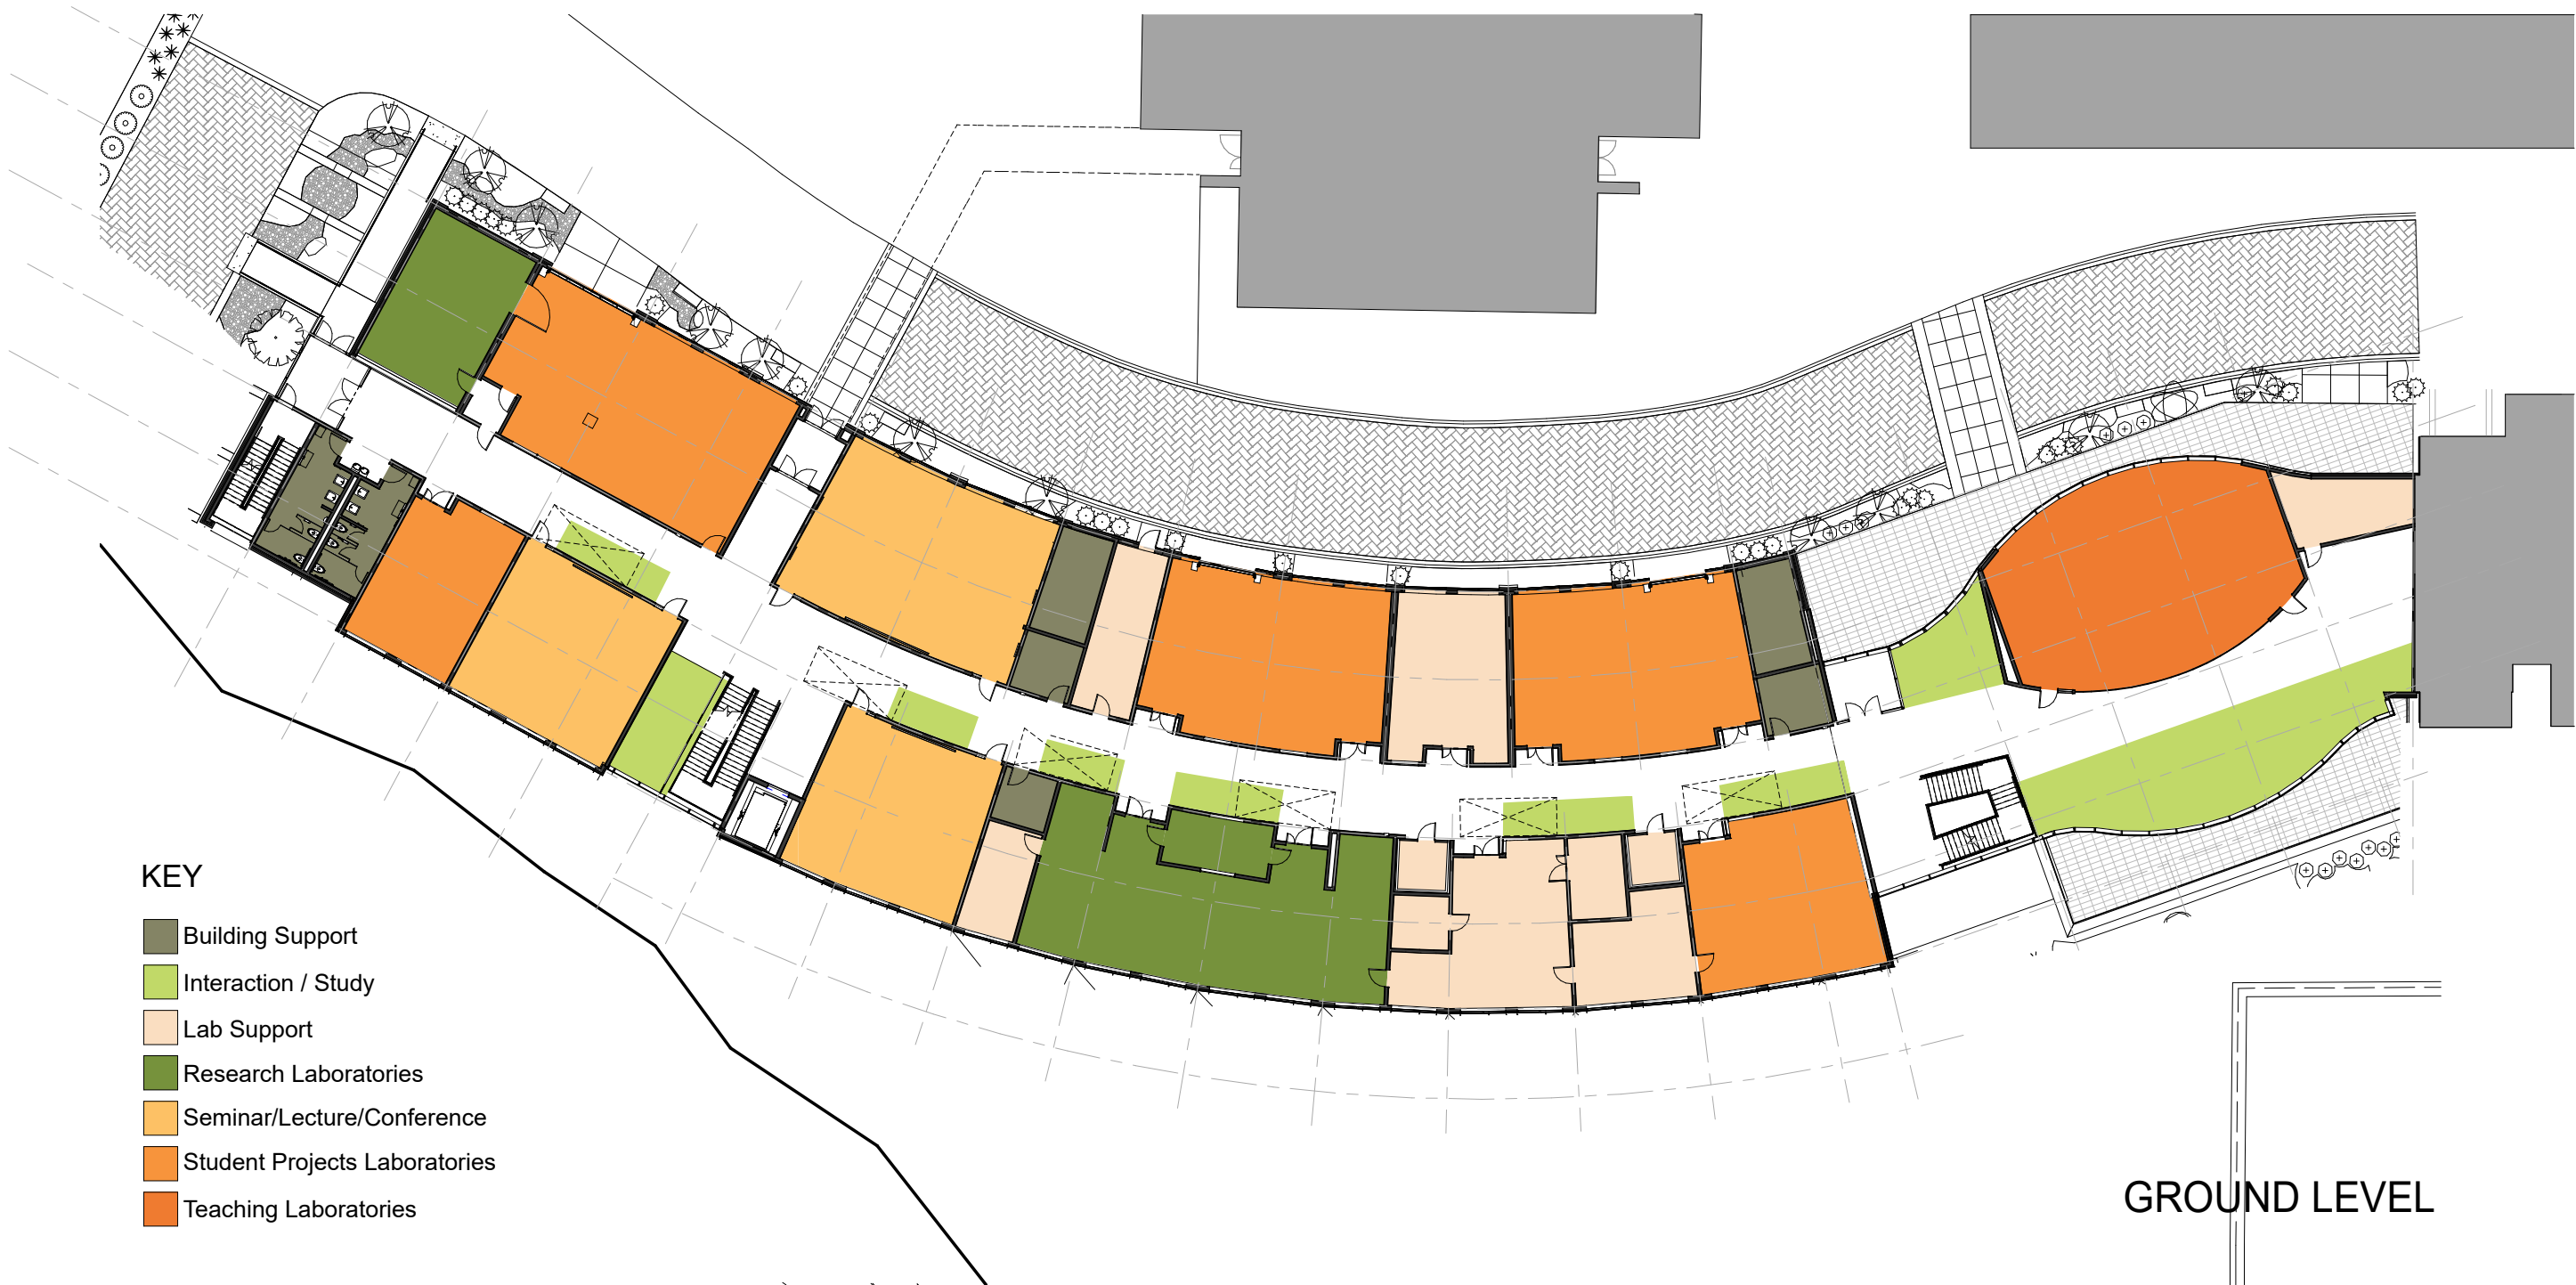 KEY
Building Support
Interaction / Study
Lab Support
Research Laboratories
Seminar/Lecture/Conference
Student Projects Laboratories
Teaching Laboratories
GROUND LEVEL